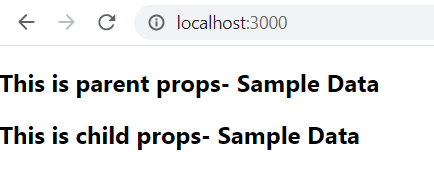 localhost:3000
This is parent props- Sample Data
This is child props- Sample Data